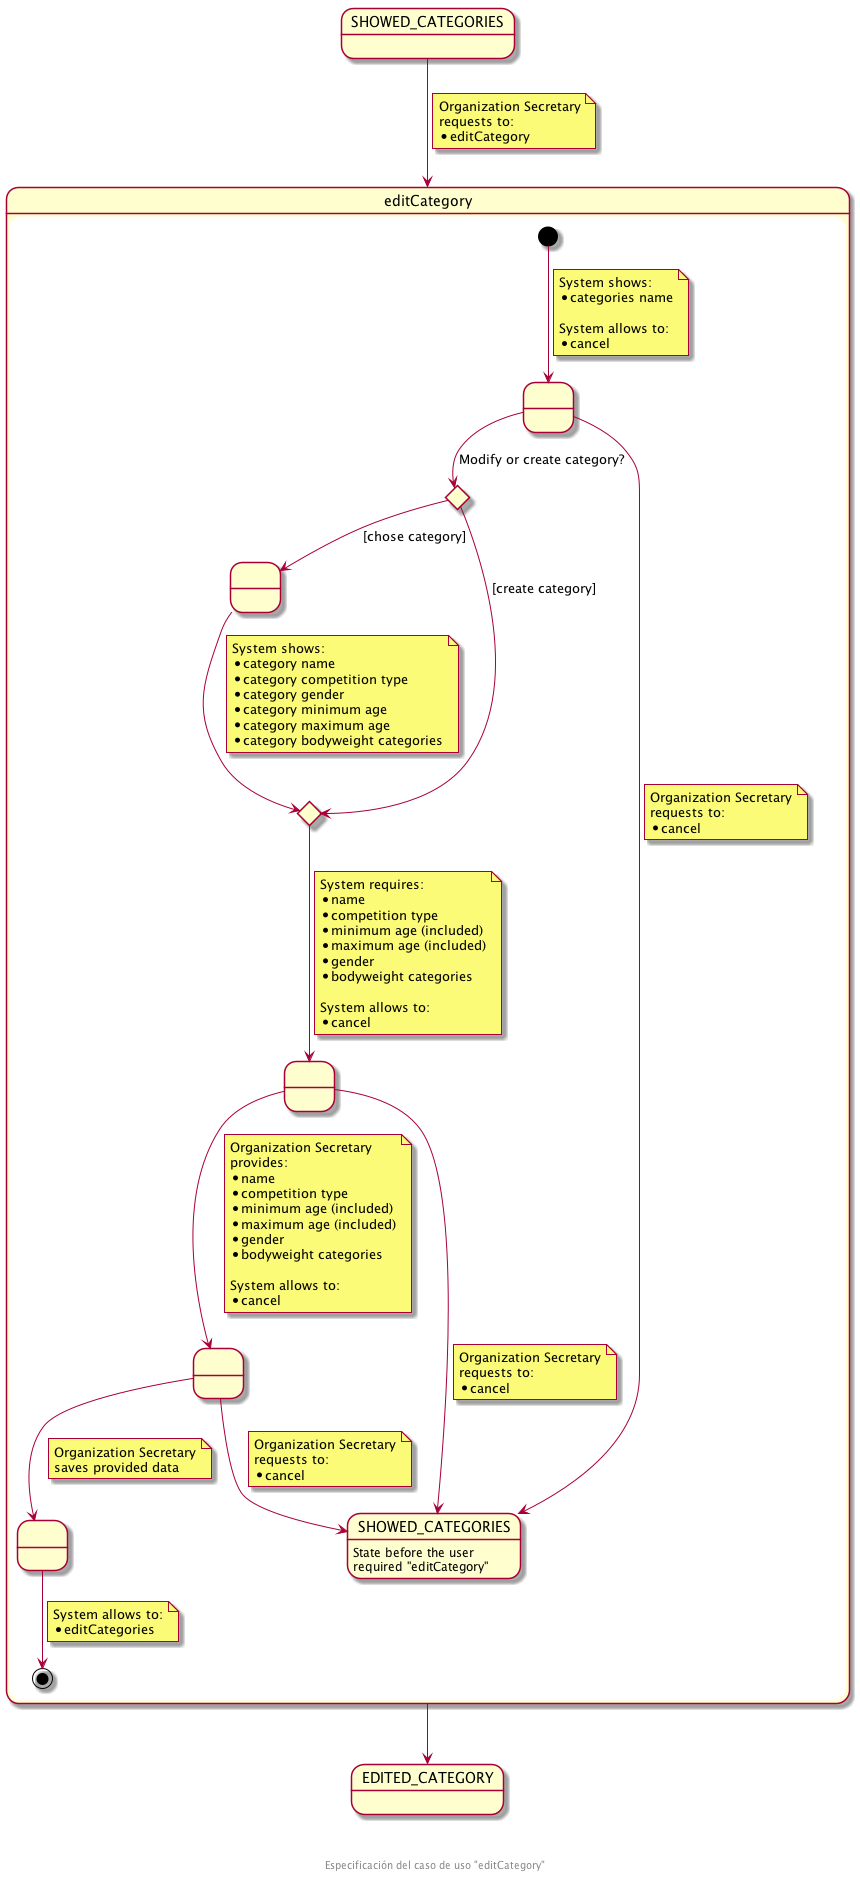 SHOWED_CATEGORIES
Organization Secretary
requests to:
• editCategory
editCategory
System shows:
• categories name
System allows to:
• cancel
Modify or create category?
[chose category]
[create category]
System shows:
• category name
• category competition type
• category gender
• category minimum age
• category maximum age
• category bodyweight categories
Organization Secretary
requests to:
• cancel
System requires:
• name
• competition type
• minimum age (included)
• maximum age (included)
• gender
• bodyweight categories
System allows to:
• cancel
Organization Secretary
provides:
• name
• competition type
• minimum age (included)
• maximum age (included)
• gender
• bodyweight categories
System allows to:
• cancel
Organization Secretary
requests to:
• cancel
Organization Secretary
saves provided data
Organization Secretary
requests to:
• cancel
SHOWED_CATEGORIES
State before the user
required "editCategory"
System allows to:
• editCategories
EDITED_CATEGORY
Especificación del caso de uso "editCategory"